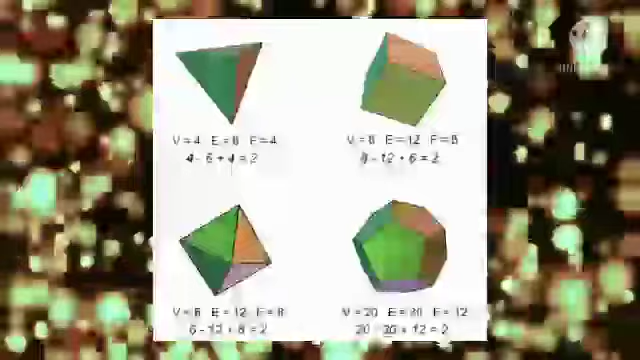 V = 4 E = 6 F = 4
4 - 6 + 4 = 2
V = 8 E = 12 F = 6
8 - 12 + 6 = 2
V = 6 E = 12 F = 8
6 - 12 + 8 = 2
V = 20 E = 30 F = 12
20 - 30 + 12 = 2